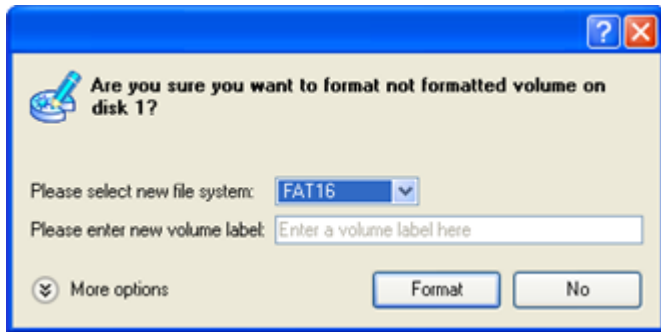 ?
Are you sure you want to format not formatted volume on
disk 1?
Please select new file system: FAT16
Please enter new volume label: Enter a volume label here
More options Format No